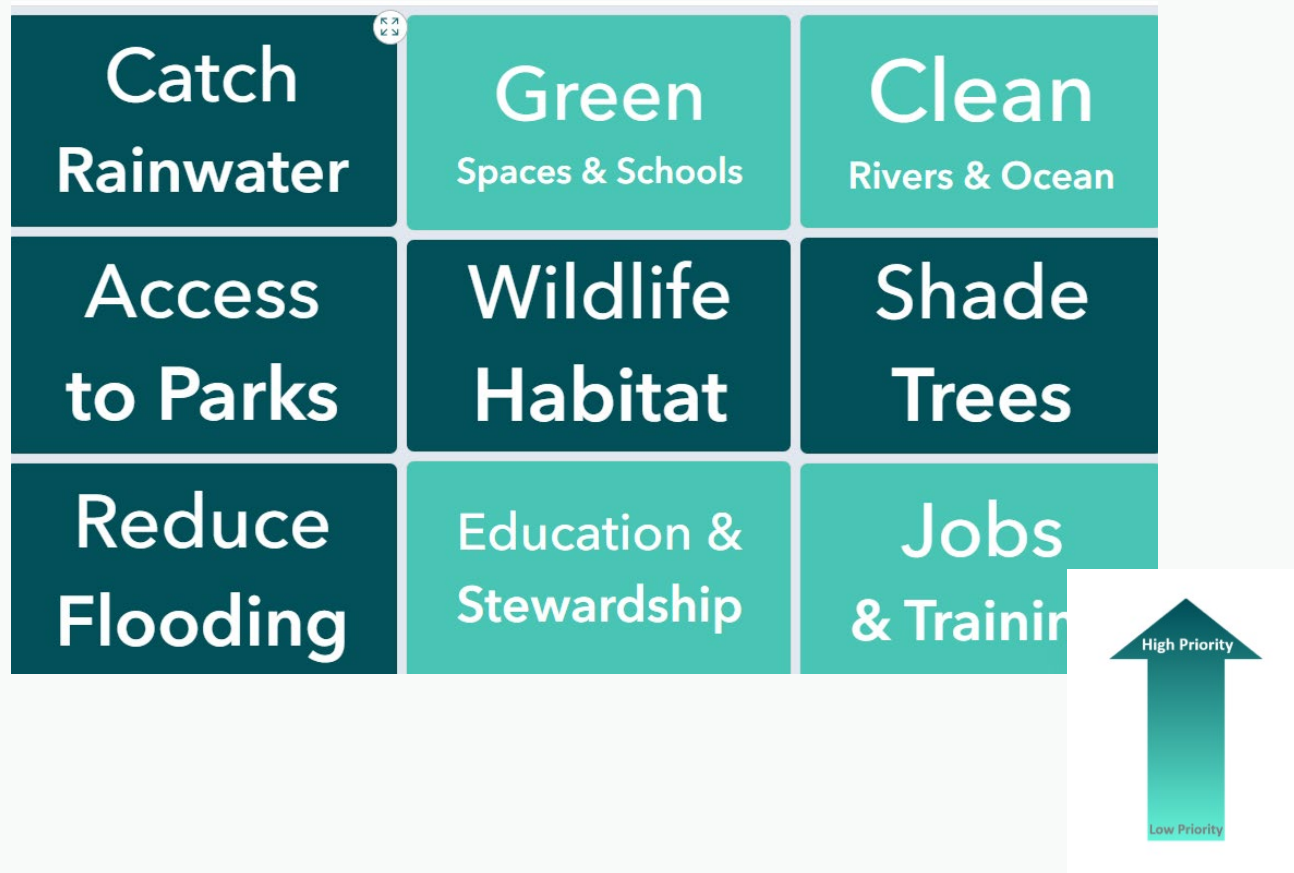 Catch
Rainwater
Green
Spaces & Schools
Clean
Rivers & Ocean
Access
to Parks
Wildlife
Habitat
Shade
Trees
Reduce
Flooding
Education &
Stewardship
Jobs
&
High Priority
Low Priority